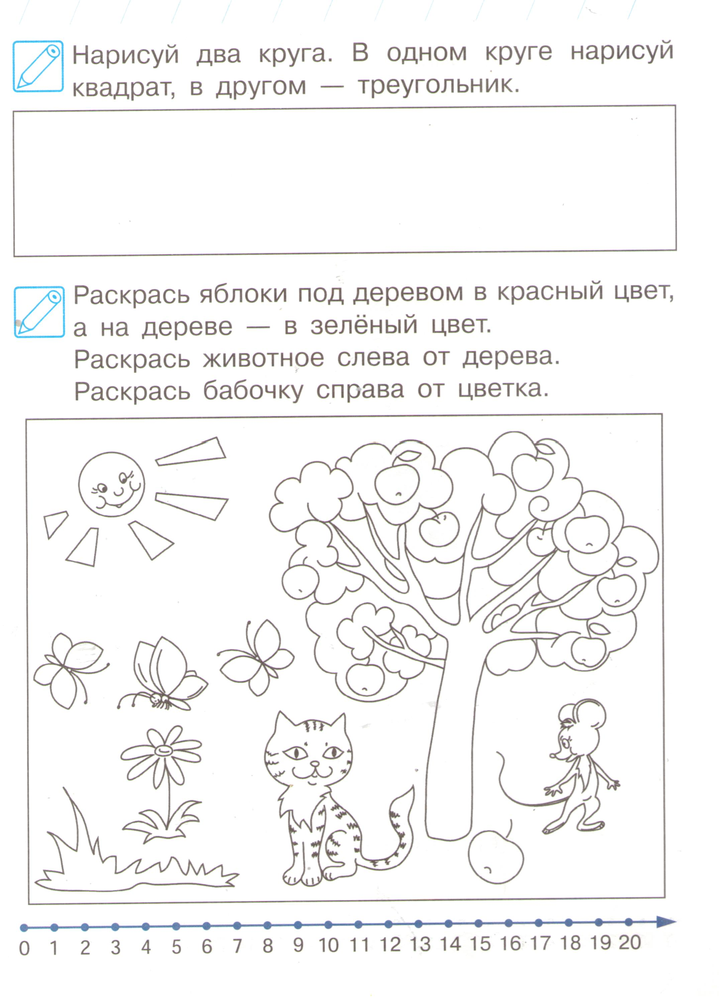 Нарисуй два круга. В одном круге нарисуй
квадрат, в другом — треугольник.
Раскрась яблоки под деревом в красный цвет,
а на дереве — в зелёный цвет.
Раскрась животное слева от дерева.
Раскрась бабочку справа от цветка.
0 1 2 3 4 5 6 7 8 9 10 11 12 13 14 15 16 17 18 19 20